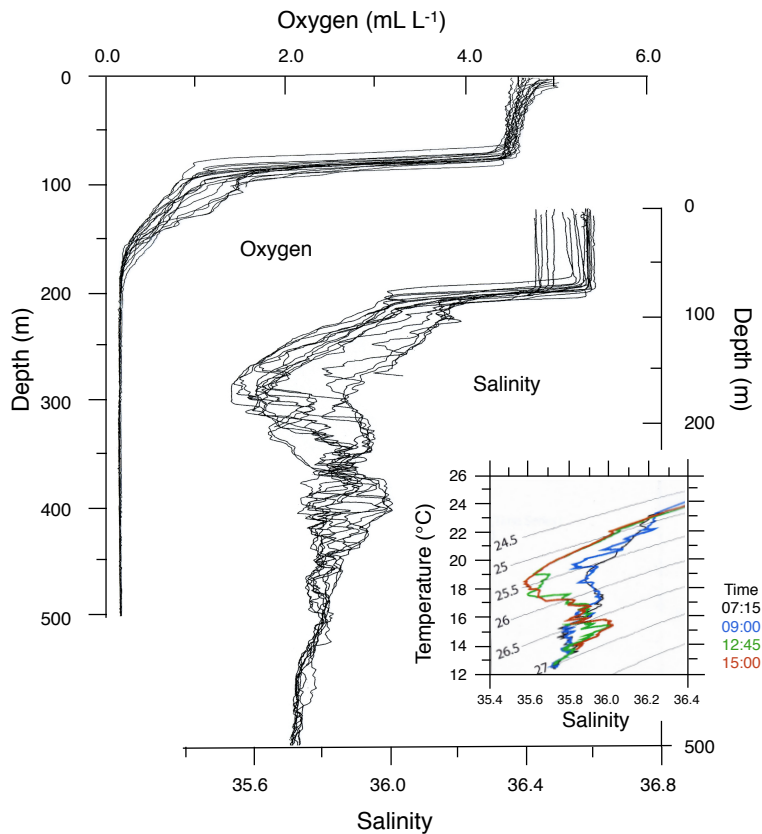 Oxygen (mL L-1)
0.0 2.0 4.0 6.0
0
100
200
300
400
500
Depth (m)
Oxygen
0
100
200
500
Depth (m)
Salinity
35.6 36.0 36.4 36.8
Salinity
26
24
22
20
18
16
14
12
Temperature (°C)
24.5
25
25.5
26
26.5
27
35.4 35.6 35.8 36.0 36.2 36.4
Salinity
Time
07:15
09:00
12:45
15:00